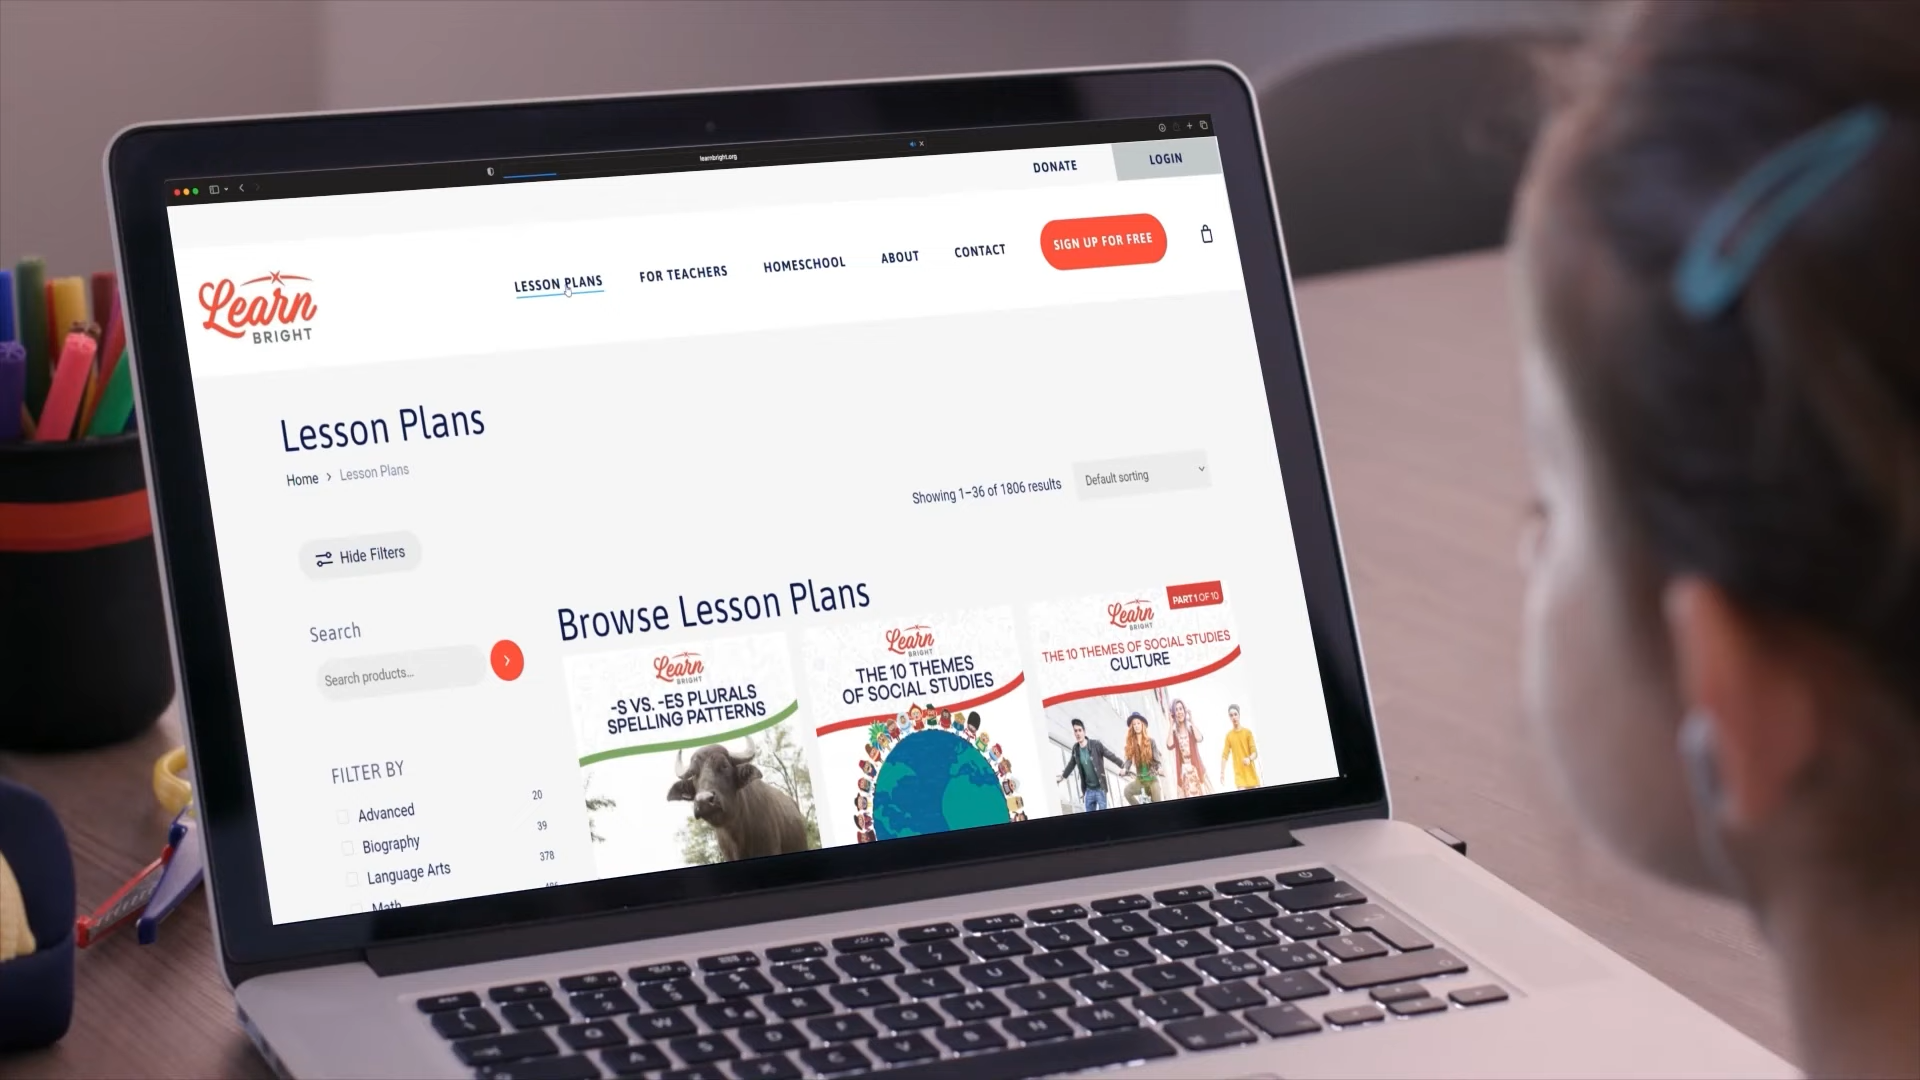 learnbright.org
DONATE
LOGIN
Learn
BRIGHT
LESSON PLANS
FOR TEACHERS
HOMESCHOOL
ABOUT
CONTACT
SIGN UP FOR FREE
Lesson Plans
Home > Lesson Plans
Showing 1–36 of 1806 results
Default sorting
Hide Filters
Search
Search products...
FILTER BY
Advanced 20
Biography 39
Language Arts 378
Math
Browse Lesson Plans
Learn
BRIGHT
-S VS. -ES PLURALS
SPELLING PATTERNS
Learn
BRIGHT
THE 10 THEMES
OF SOCIAL STUDIES
PART 1 OF 10
Learn
BRIGHT
THE 10 THEMES OF SOCIAL STUDIES
CULTURE